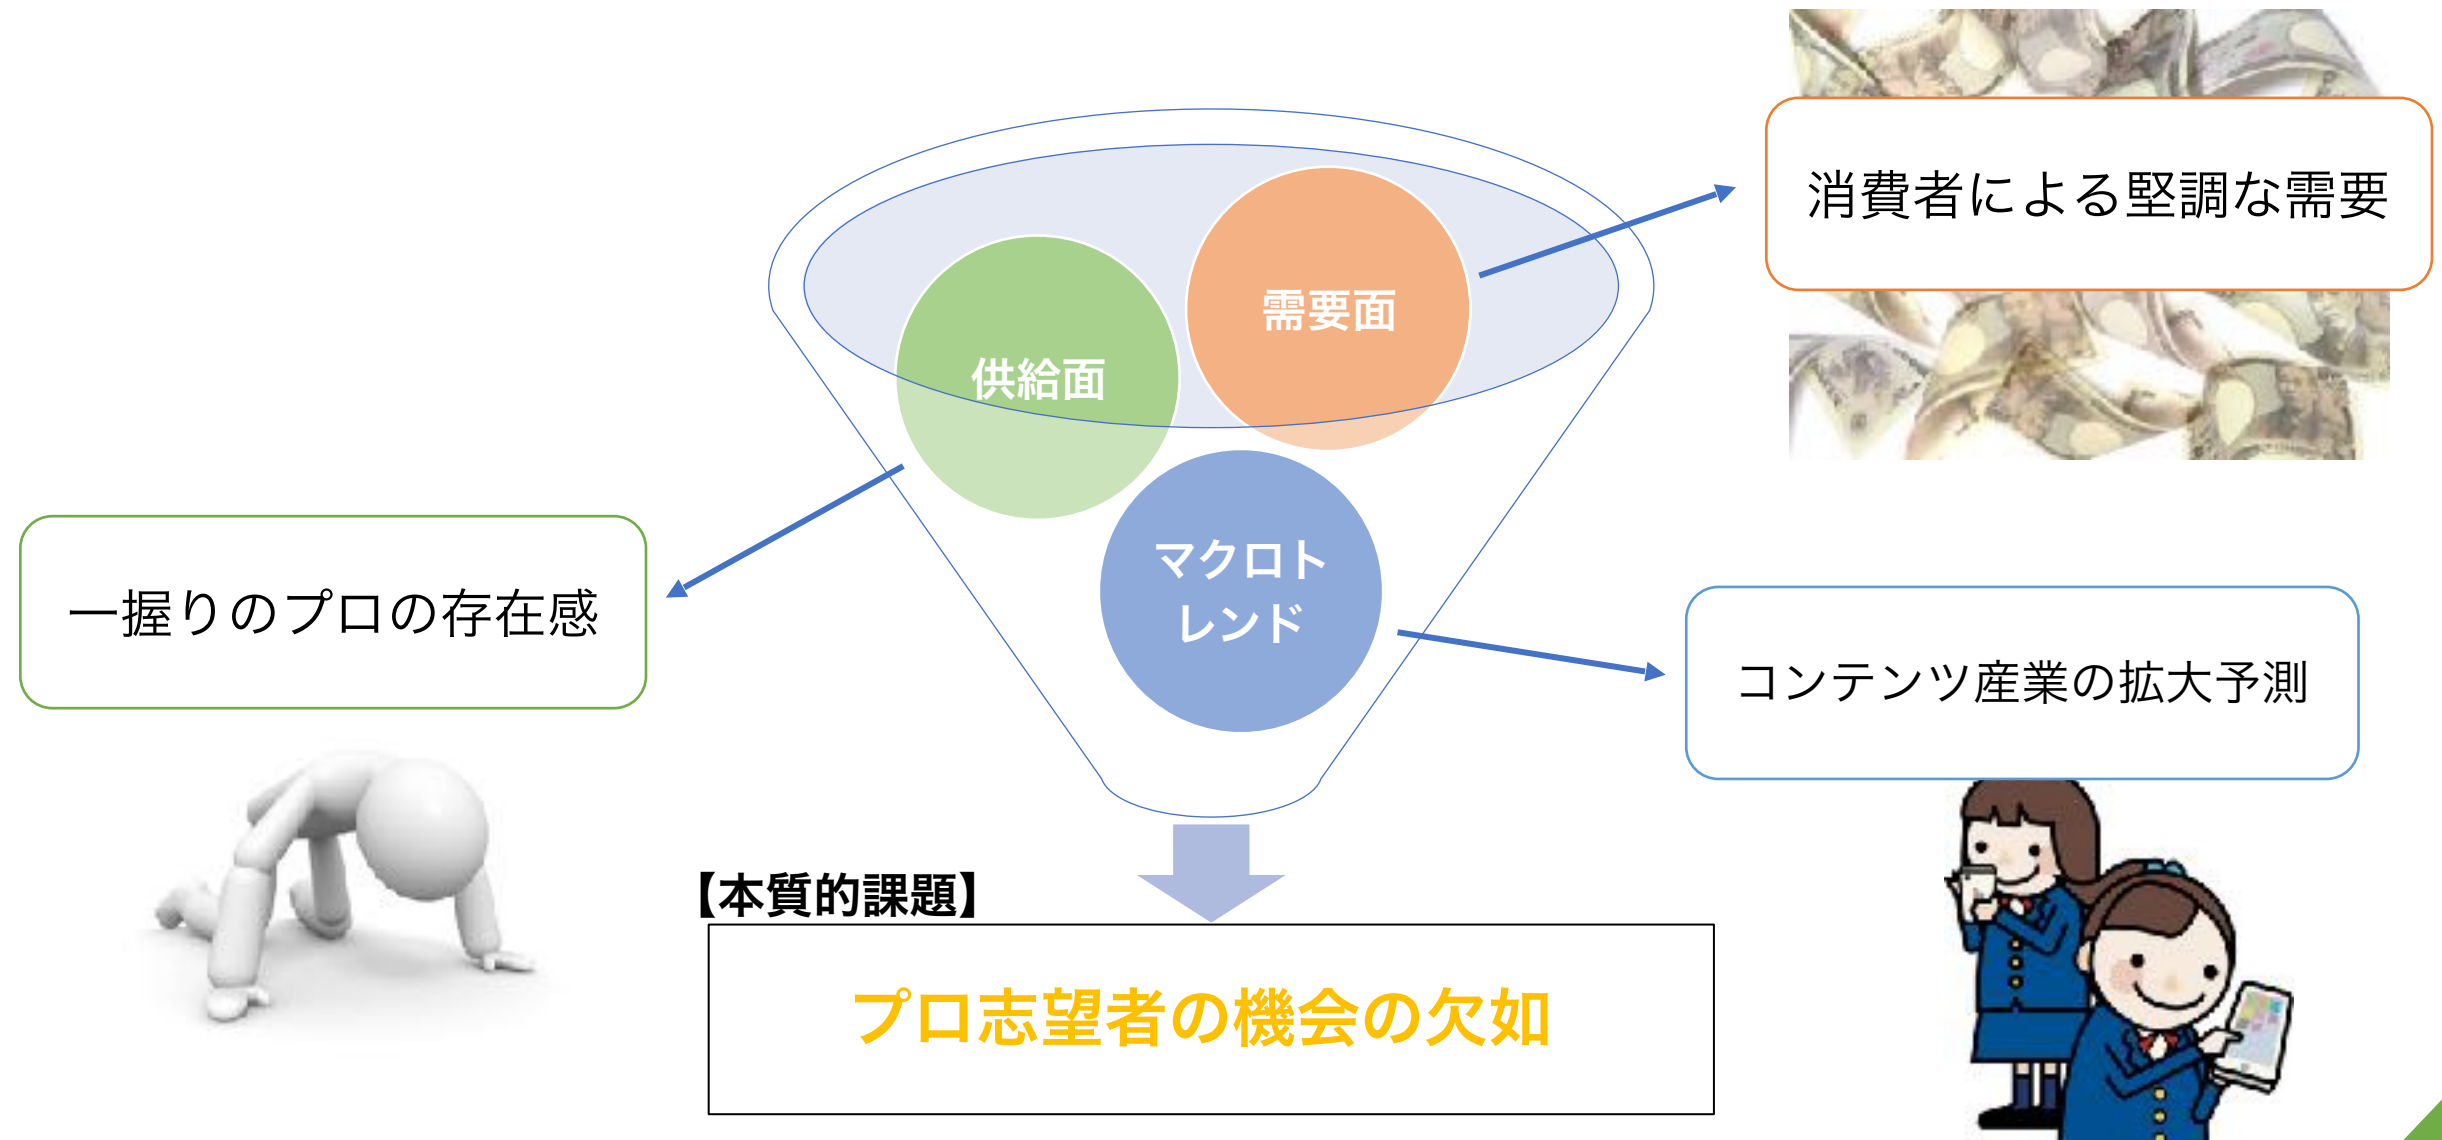 消費者による堅調な需要
需要面
供給面
マクロト
レンド
一握りのプロの存在感
コンテンツ産業の拡大予測
【本質的課題】
プロ志望者の機会の欠如